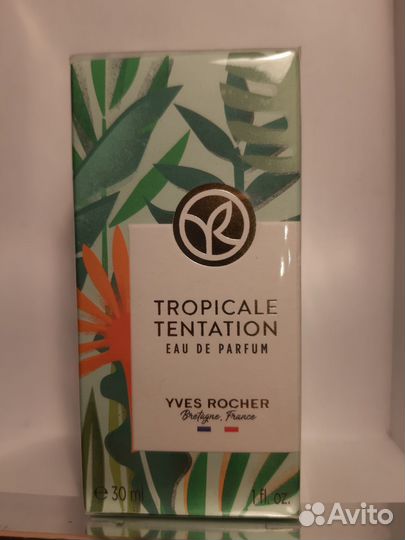 TROPICALE
TENTATION
EAU DE PARFUM
YVES ROCHER
Bretagne, France
℮ 30 ml
1 fl. oz.
Avito